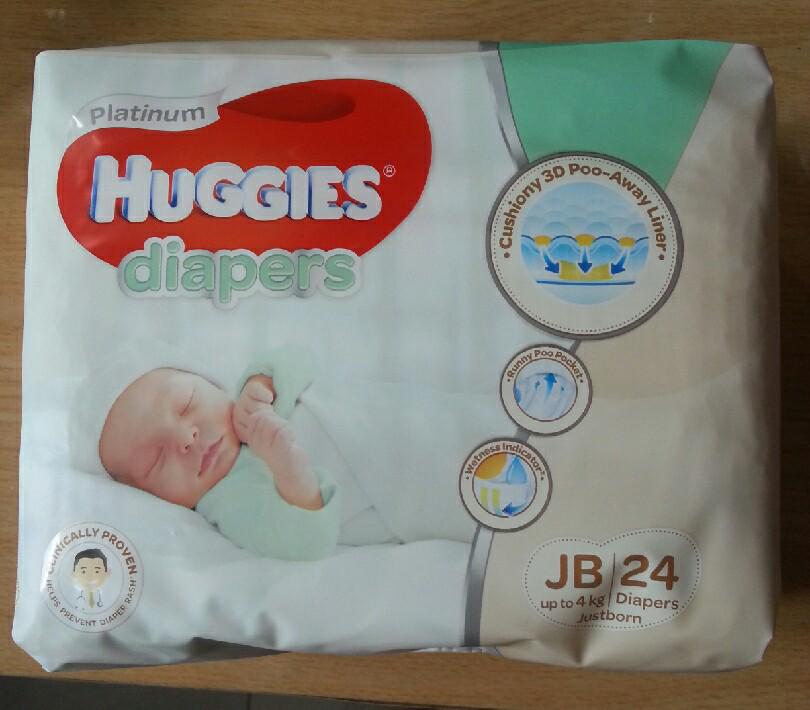 Platinum
HUGGIES®
diapers
• Cushiony 3D Poo-Away Liner •
• Runny Poo Pocket •
• Wetness Indicator •
CLINICALLY PROVEN
HELPS PREVENT DIAPER RASH
JB 24
up to 4 kg Diapers
Justborn